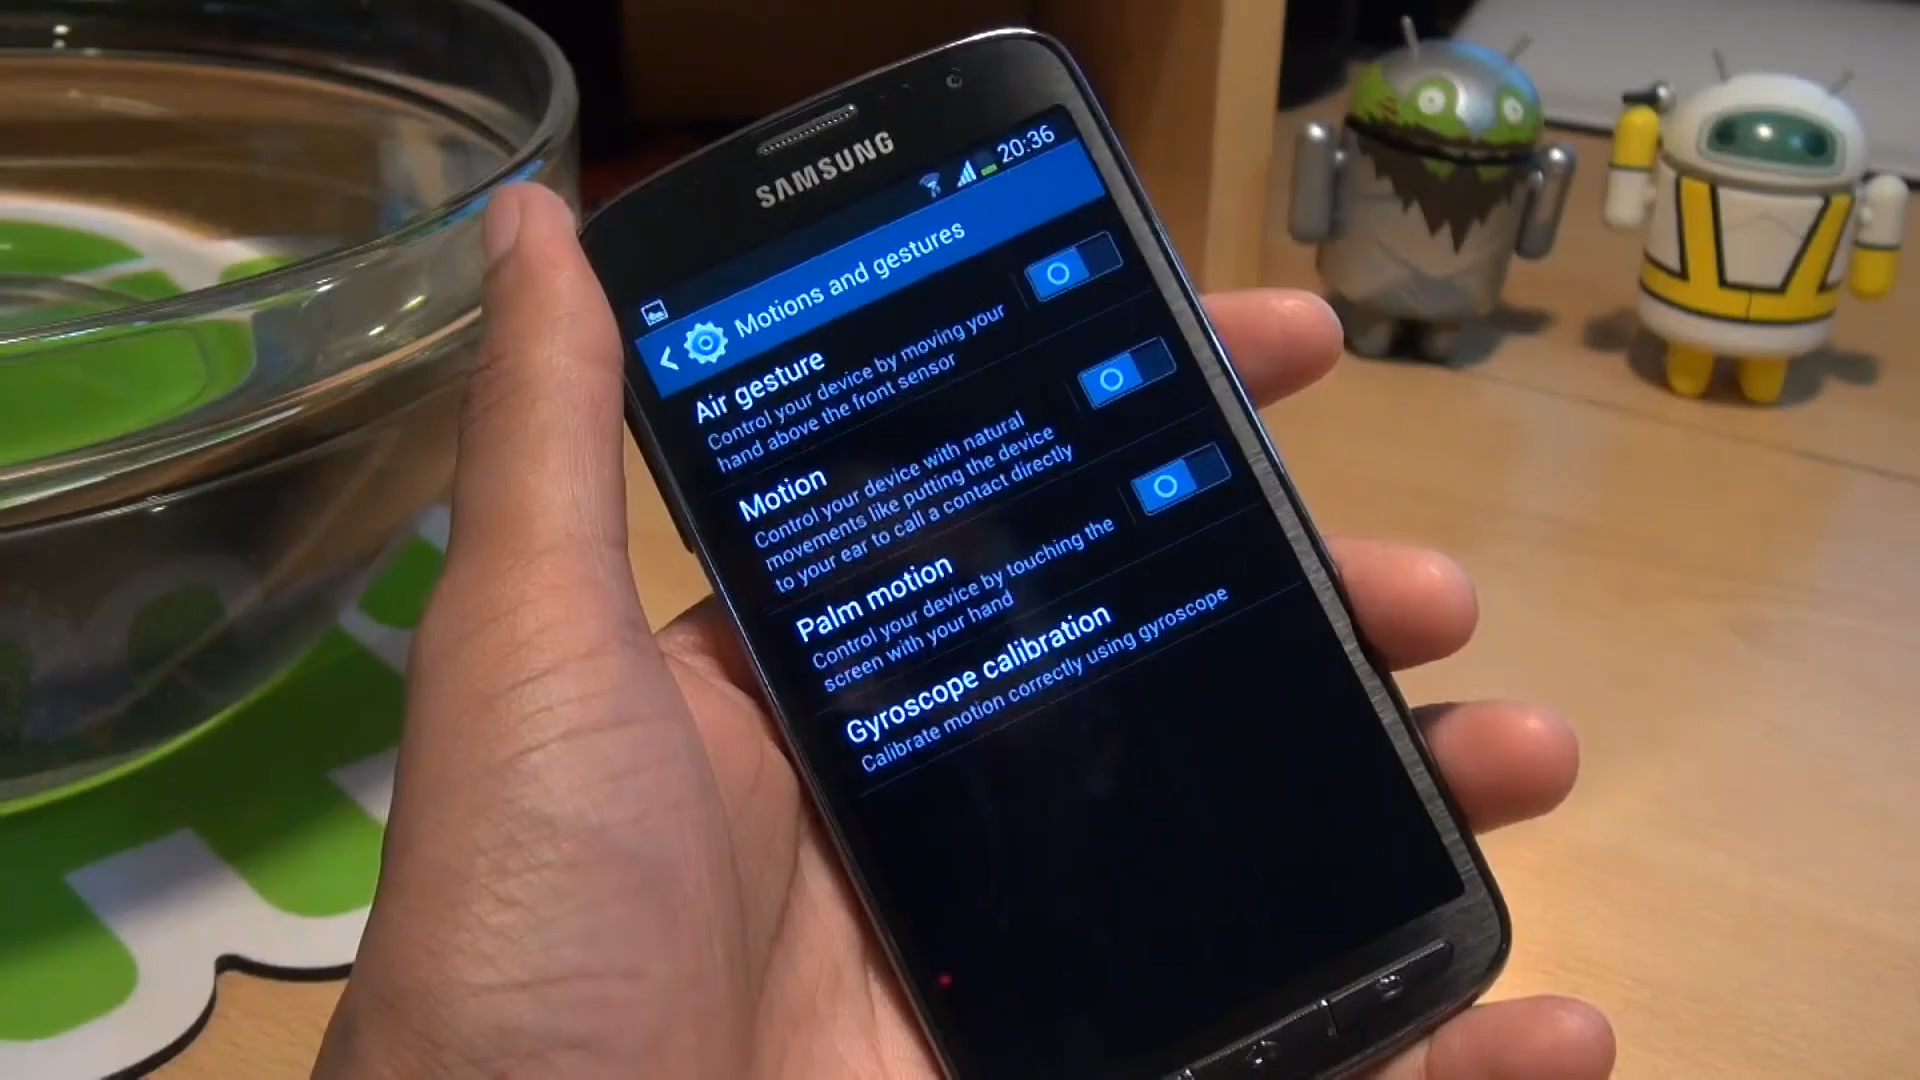 SAMSUNG
20:36
Motions and gestures
Air gesture
Control your device by moving your
hand above the front sensor
Motion
Control your device with natural
movements like putting the device
to your ear to call a contact directly
Palm motion
Control your device by touching the
screen with your hand
Gyroscope calibration
Calibrate motion correctly using gyroscope